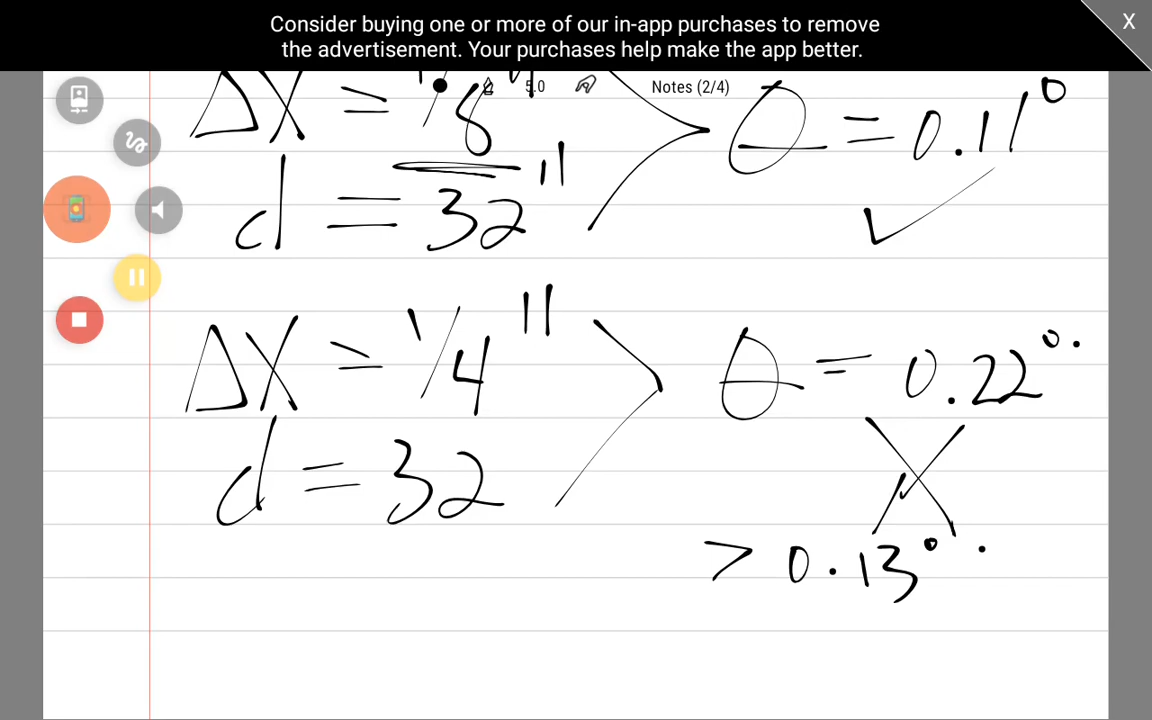 Consider buying one or more of our in-app purchases to remove
the advertisement. Your purchases help make the app better.
X
5.0 Notes (2/4)
ΔX = 1/8" θ = 0.11°
d = 32" ✓
ΔX = 1/4" θ = 0.22°.
d = 32 X
> 0.13°.